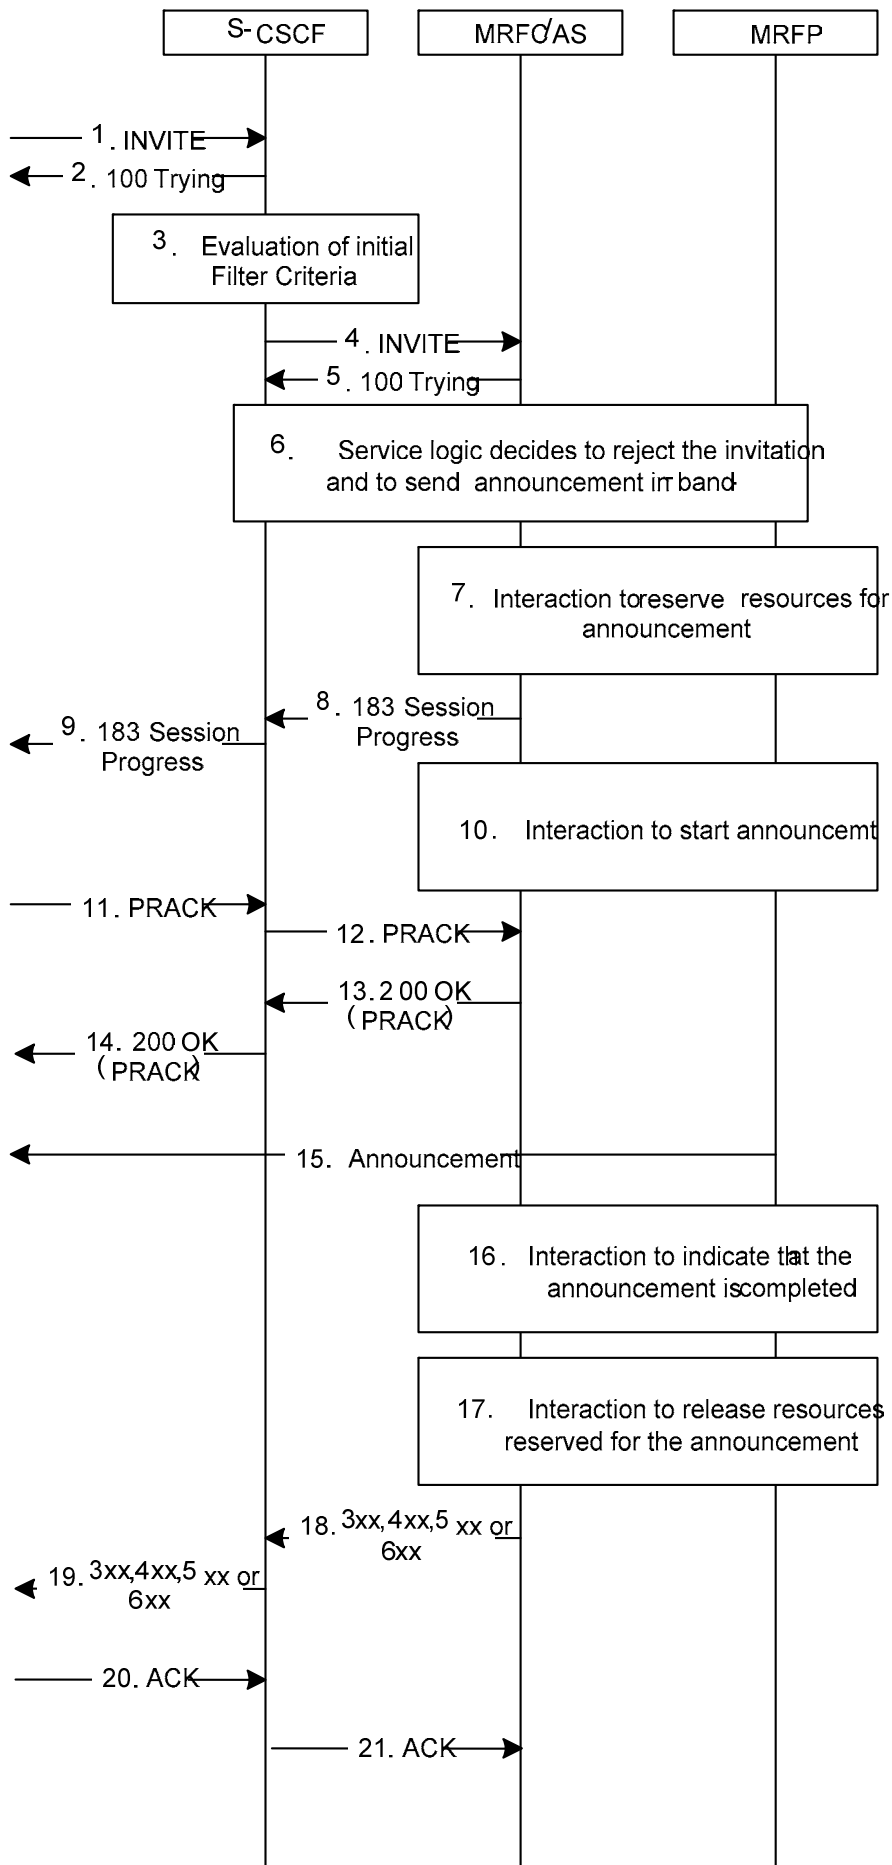 S-CSCF
MRFC/AS
MRFP
1. INVITE
2. 100 Trying
3. Evaluation of initial
Filter Criteria
4. INVITE
5. 100 Trying
6. Service logic decides to reject the invitation
and to send announcement in-band.
7. Interaction to reserve resources for
announcement
8. 183 Session
Progress
9. 183 Session
Progress
10. Interaction to start announcemt
11. PRACK
12. PRACK
13. 200 OK
(PRACK)
14. 200 OK
(PRACK)
15. Announcement
16. Interaction to indicate that the
announcement is completed
17. Interaction to release resources
reserved for the announcement
18. 3xx,4xx,5xx or
6xx
19. 3xx,4xx,5xx or
6xx
20. ACK
21. ACK